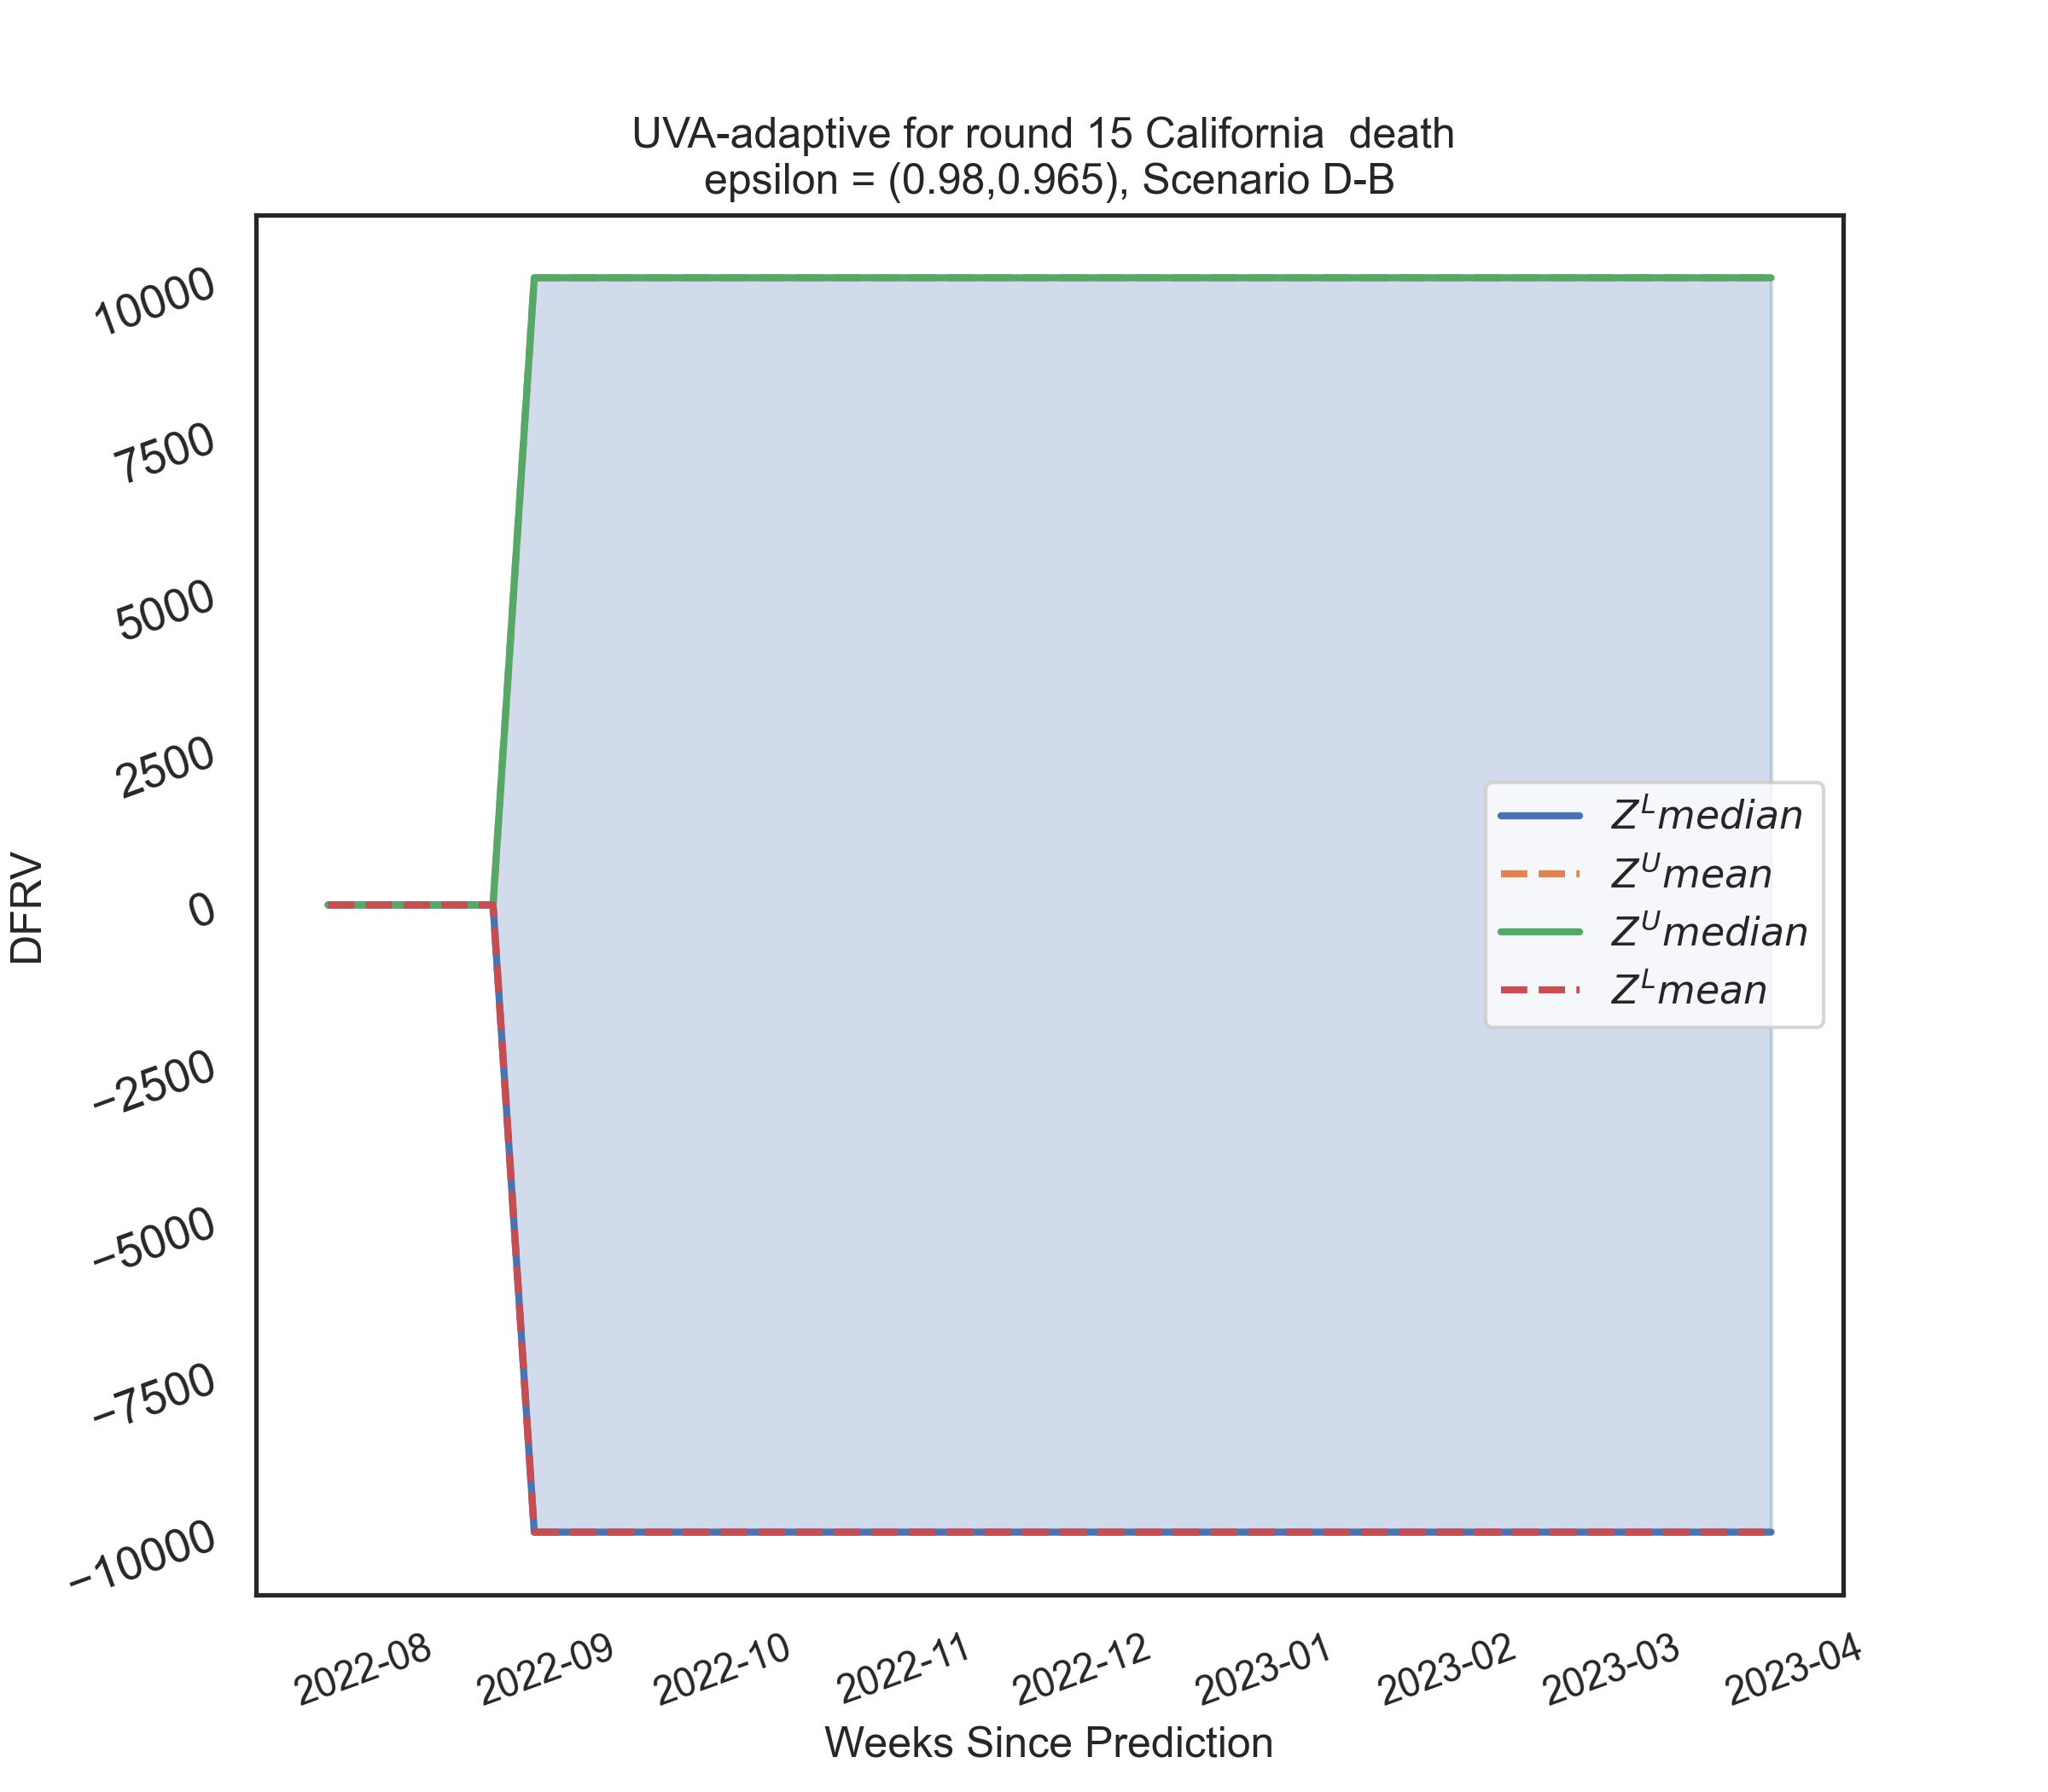 UVA-adaptive for round 15 California  death
epsilon = (0.98,0.965), Scenario D-B
10000
7500
5000
2500
0
−2500
−5000
−7500
−10000
DFRV
Z^L median
Z^U mean
Z^U median
Z^L mean
2022-08
2022-09
2022-10
2022-11
2022-12
2023-01
2023-02
2023-03
2023-04
Weeks Since Prediction